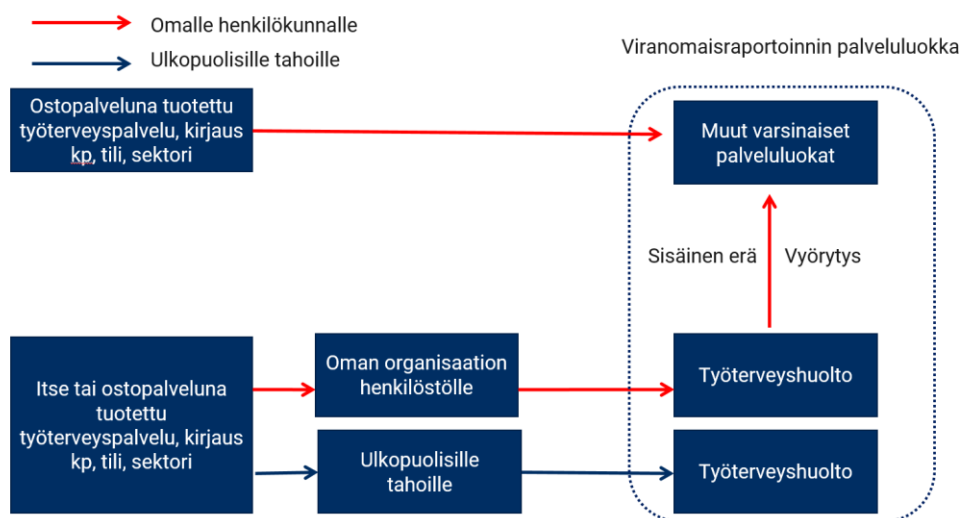 Omalle henkilökunnalle
Ulkopuolisille tahoille
Viranomaisraportoinnin palveluluokka
Ostopalveluna tuotettu
työterveyspalvelu, kirjaus
kp, tili, sektori
Muut varsinaiset
palveluluokat
Sisäinen erä
Vyörytys
Itse tai ostopalveluna
tuotettu
työterveyspalvelu, kirjaus
kp, tili, sektori
Oman organisaation
henkilöstölle
Työterveyshuolto
Ulkopuolisille
tahoille
Työterveyshuolto